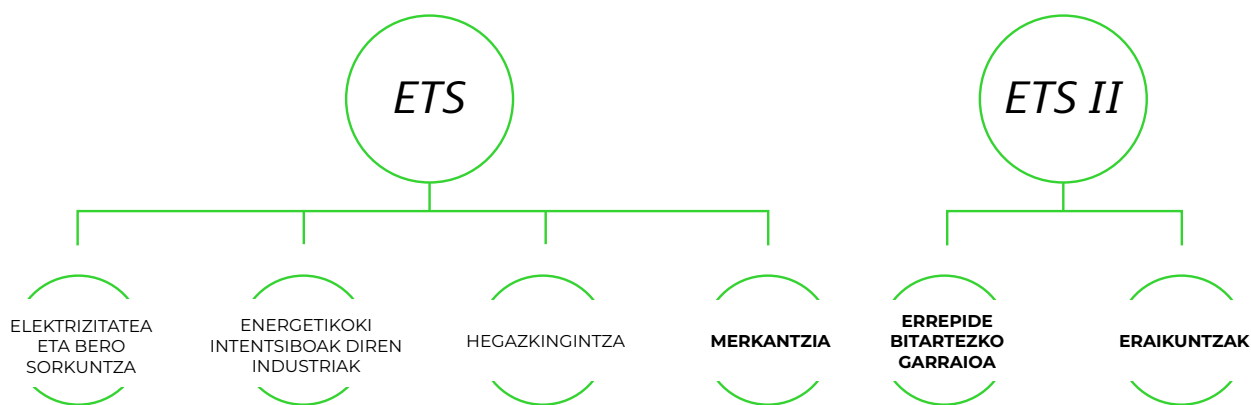 ETS
ETS II
ELEKTRIZITATEA
ETA BERO
SORKUNTZA
ENERGETIKOKI
INTENTSIBOAK DIREN
INDUSTRIAK
HEGAZKINGINTZA
MERKANTZIA
ERREPIDE
BITARTEZKO
GARRAIOA
ERAIKUNTZAK